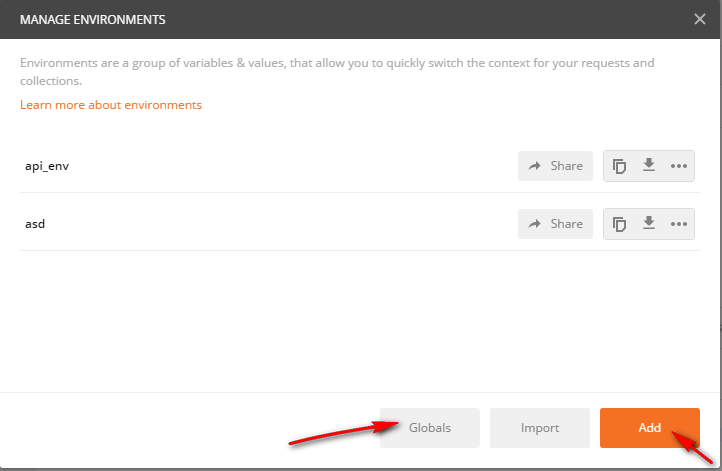 MANAGE ENVIRONMENTS
Environments are a group of variables & values, that allow you to quickly switch the context for your requests and
collections.
Learn more about environments
api_env Share
asd Share
Globals Import Add